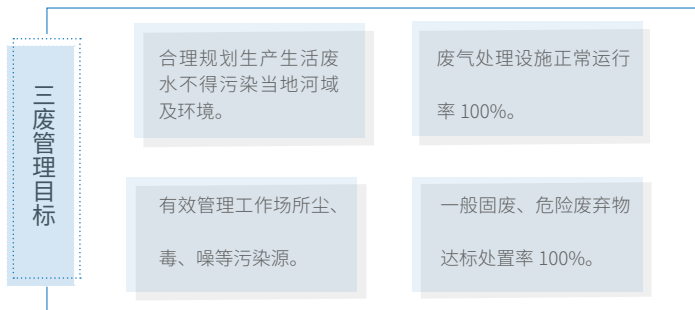 三废管理目标
合理规划生产生活废
水不得污染当地河域
及环境。
废气处理设施正常运行
率 100%。
有效管理工作场所尘、
毒、噪等污染源。
一般固废、危险废弃物
达标处置率 100%。